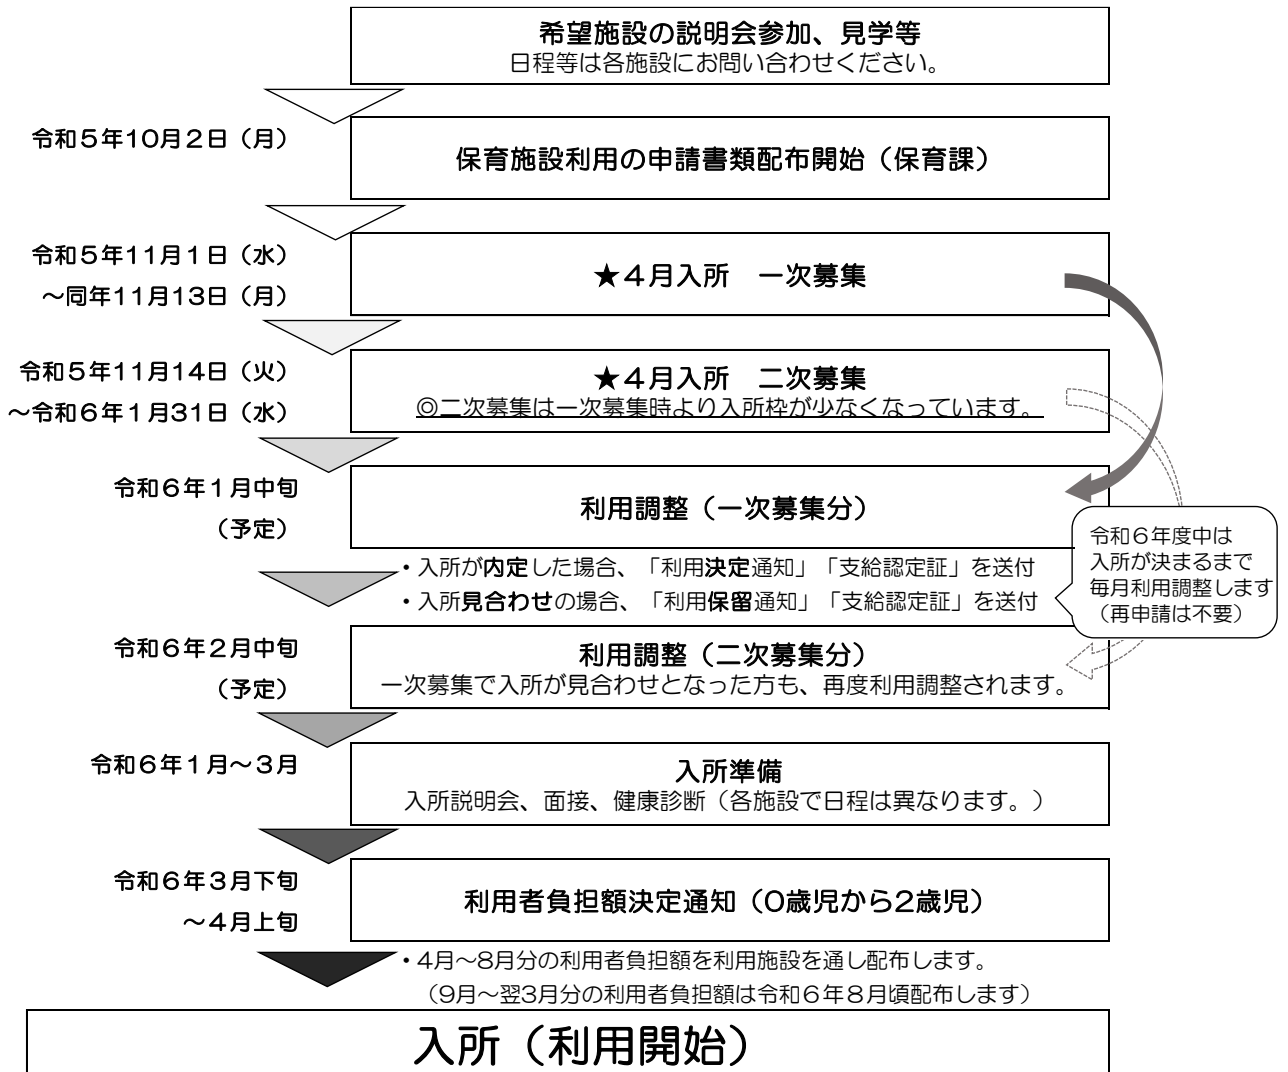 希望施設の説明会参加、見学等
日程等は各施設にお問い合わせください。
令和５年10月２日（月）
保育施設利用の申請書類配布開始（保育課）
令和５年11月１日（水）
～同年11月13日（月）
★４月入所　一次募集
令和５年11月14日（火）
～令和６年１月31日（水）
★４月入所　二次募集
◎二次募集は一次募集時より入所枠が少なくなっています。
令和６年１月中旬
（予定）
利用調整（一次募集分）
・入所が内定した場合、「利用決定通知」「支給認定証」を送付
・入所見合わせの場合、「利用保留通知」「支給認定証」を送付
令和６年度中は
入所が決まるまで
毎月利用調整します
（再申請は不要）
令和６年２月中旬
（予定）
利用調整（二次募集分）
一次募集で入所が見合わせとなった方も、再度利用調整されます。
令和６年１月～３月
入所準備
入所説明会、面接、健康診断（各施設で日程は異なります。）
令和６年３月下旬
～４月上旬
利用者負担額決定通知（0歳児から2歳児）
・4月～8月分の利用者負担額を利用施設を通し配布します。
（9月～翌3月分の利用者負担額は令和６年８月頃配布します）
入所（利用開始）